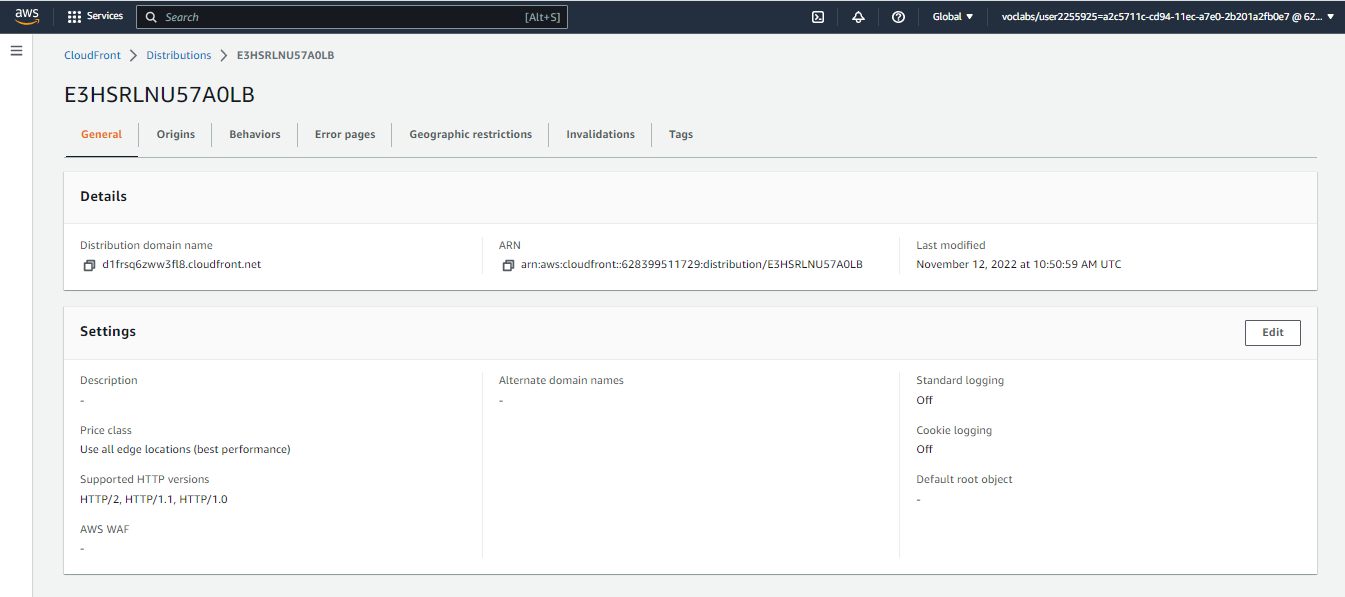 aws Services Search [Alt+S] Global voclabs/user2255925=a2c5711c-cd94-11ec-a7e0-2b201a2fb0e7 @ 62...
CloudFront Distributions E3HSRLNU57A0LB
E3HSRLNU57A0LB
General Origins Behaviors Error pages Geographic restrictions Invalidations Tags
Details
Distribution domain name ARN Last modified
d1frsq6zww3fl8.cloudfront.net arn:aws:cloudfront::628399511729:distribution/E3HSRLNU57A0LB November 12, 2022 at 10:50:59 AM UTC
Settings Edit
Description Alternate domain names Standard logging
- - Off
Price class Cookie logging
Use all edge locations (best performance) Off
Supported HTTP versions Default root object
HTTP/2, HTTP/1.1, HTTP/1.0 -
AWS WAF
-